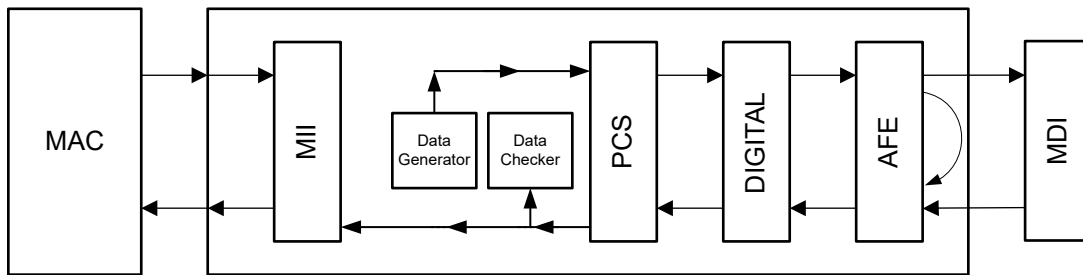 MAC
MII
Data
Generator
Data
Checker
PCS
DIGITAL
AFE
MDI